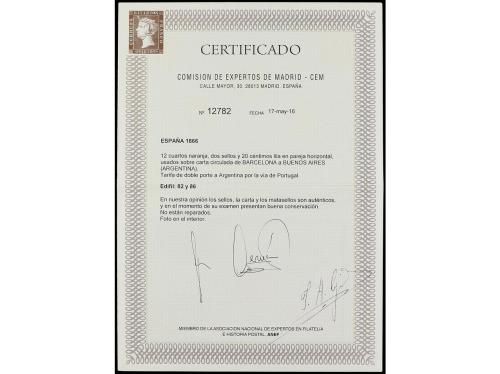 CERTIFICADO
COMISION DE EXPERTOS DE MADRID - CEM
CALLE MAYOR, 30. 28013 MADRID. ESPAÑA
Nº 12782 FECHA 17-may-16
ESPAÑA 1866
12 cuartos naranja, dos sellos y 20 céntimos lila en pareja horizontal,
usados sobre carta circulada de BARCELONA a BUENOS AIRES
(ARGENTINA).
Tarifa de doble porte a Argentina por la vía de Portugal
Edifil: 82 y 86
En nuestra opinión los sellos, la carta y los matasellos son auténticos,
y en el momento de su examen presentan buena conservación.
No están reparados.
Foto en el interior.
MIEMBRO DE LA ASOCIACION NACIONAL DE EXPERTOS EN FILATELIA
E HISTORIA POSTAL. ANEF